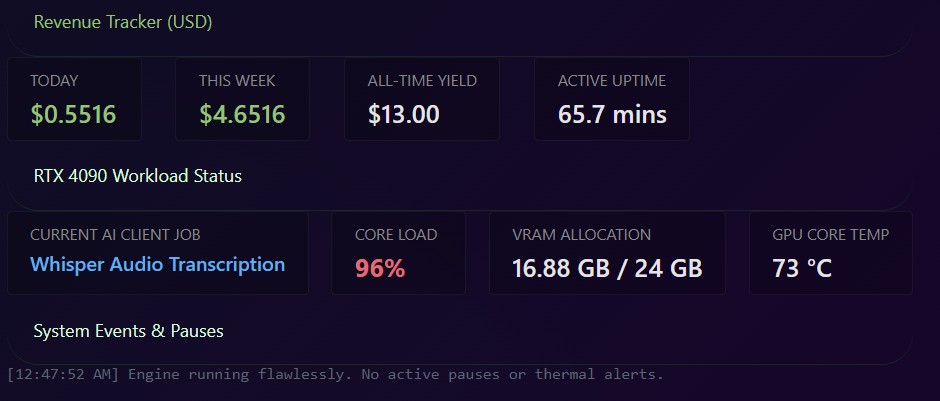 Revenue Tracker (USD)
TODAY THIS WEEK ALL-TIME YIELD ACTIVE UPTIME
$0.5516 $4.6516 $13.00 65.7 mins
RTX 4090 Workload Status
CURRENT AI CLIENT JOB CORE LOAD VRAM ALLOCATION GPU CORE TEMP
Whisper Audio Transcription 96% 16.88 GB / 24 GB 73 °C
System Events & Pauses
[12:47:52 AM] Engine running flawlessly. No active pauses or thermal alerts.